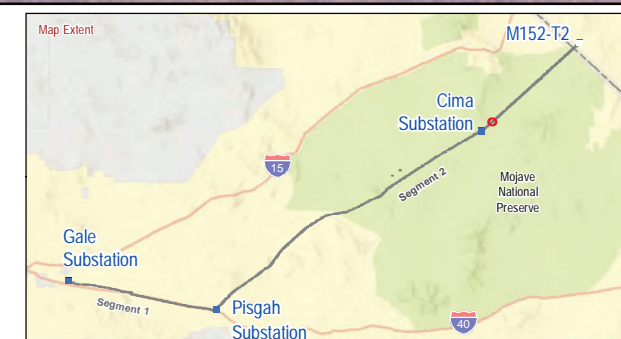 Map Extent
M152-T2
Cima
Substation
15
Segment 2
Mojave
National
Preserve
Gale
Substation
Segment 1
Pisgah
Substation
40